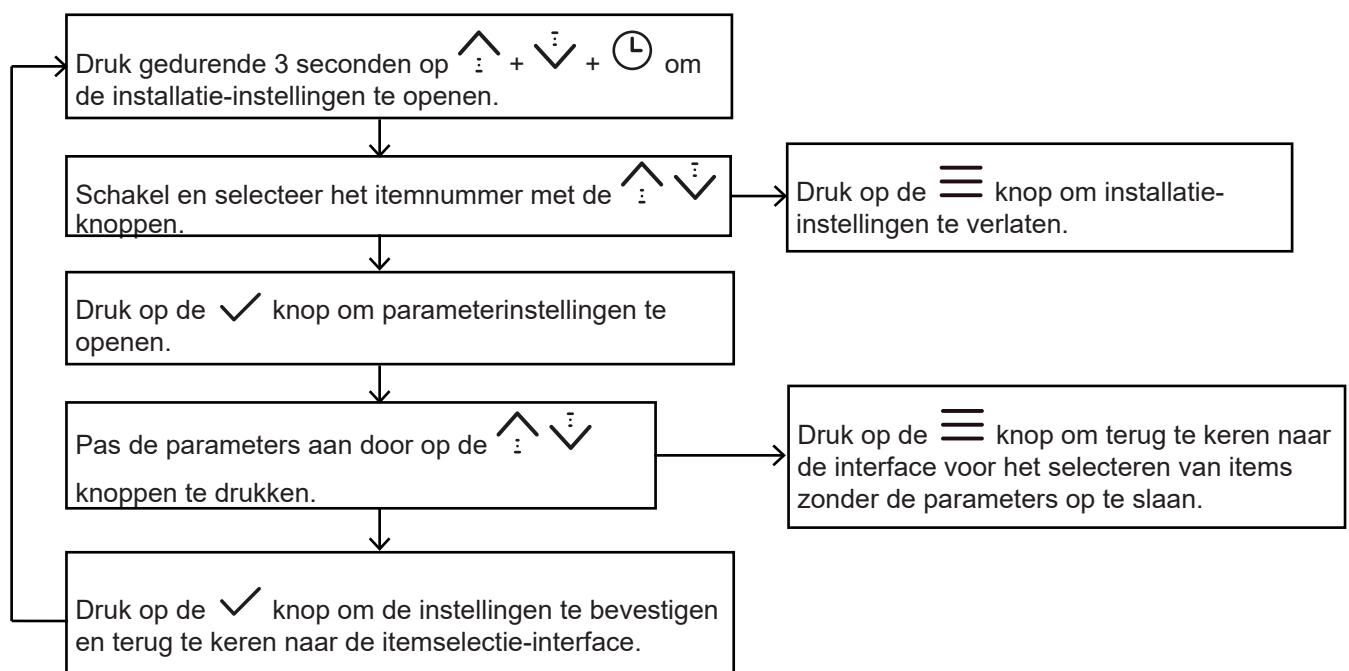 Druk gedurende 3 seconden op + + om
de installatie-instellingen te openen.
Schakel en selecteer het itemnummer met de
knoppen.
Druk op de knop om installatie-
instellingen te verlaten.
Druk op de knop om parameterinstellingen te
openen.
Pas de parameters aan door op de
knoppen te drukken.
Druk op de knop om terug te keren naar
de interface voor het selecteren van items
zonder de parameters op te slaan.
Druk op de knop om de instellingen te bevestigen
en terug te keren naar de itemselectie-interface.